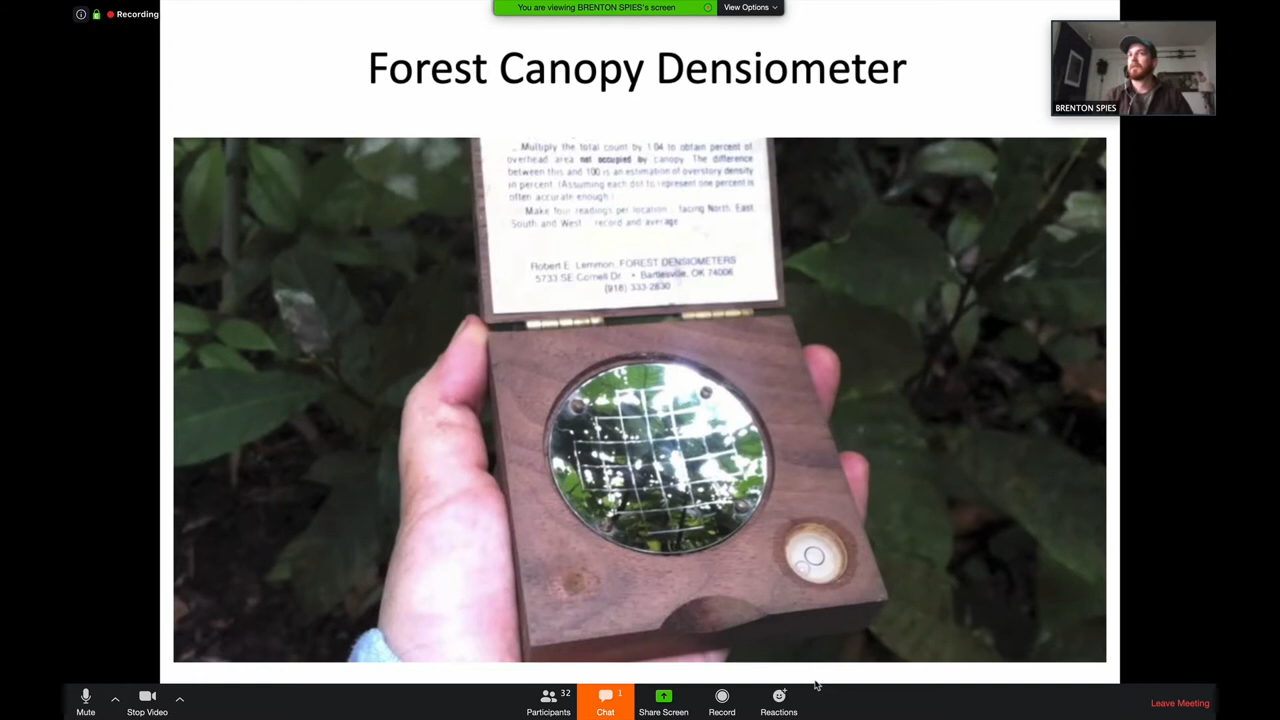 You are viewing BRENTON SPIES's screen
View Options
Recording
Forest Canopy Densiometer
BRENTON SPIES
Multiply the total count by 1.04 to obtain percent of
overhead area not occupied by canopy. The difference
between this and 100 is an estimation of overstory density
in percent. (Assuming each dot to represent one percent is
often accurate enough.)
Make four readings per location facing North East
South and West record and average
Robert E. Lemmon, FOREST DENSIOMETERS
5733 SE Cornell Dr. • Bartlesville, OK 74006
(918) 333-2830
Mute
Stop Video
Participants 32
Chat 1
Share Screen
Record
Reactions
Leave Meeting